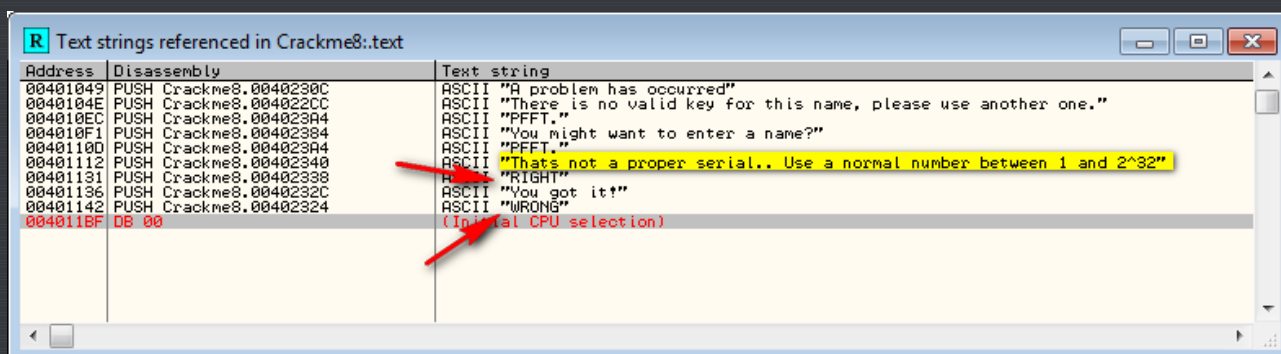 R Text strings referenced in Crackme8:.text
Address Disassembly Text string
00401049 PUSH Crackme8.0040230C ASCII "A problem has occurred"
0040104E PUSH Crackme8.004022CC ASCII "There is no valid key for this name, please use another one."
004010EC PUSH Crackme8.004023A4 ASCII "PFFT."
004010F1 PUSH Crackme8.00402384 ASCII "You might want to enter a name?"
0040110D PUSH Crackme8.004023A4 ASCII "PFFT."
00401112 PUSH Crackme8.00402340 ASCII "Thats not a proper serial.. Use a normal number between 1 and 2^32"
00401131 PUSH Crackme8.00402338 ASCII "RIGHT"
00401136 PUSH Crackme8.0040232C ASCII "You got it!"
00401142 PUSH Crackme8.00402324 ASCII "WRONG"
004011BF DB 00 (Initial CPU selection)